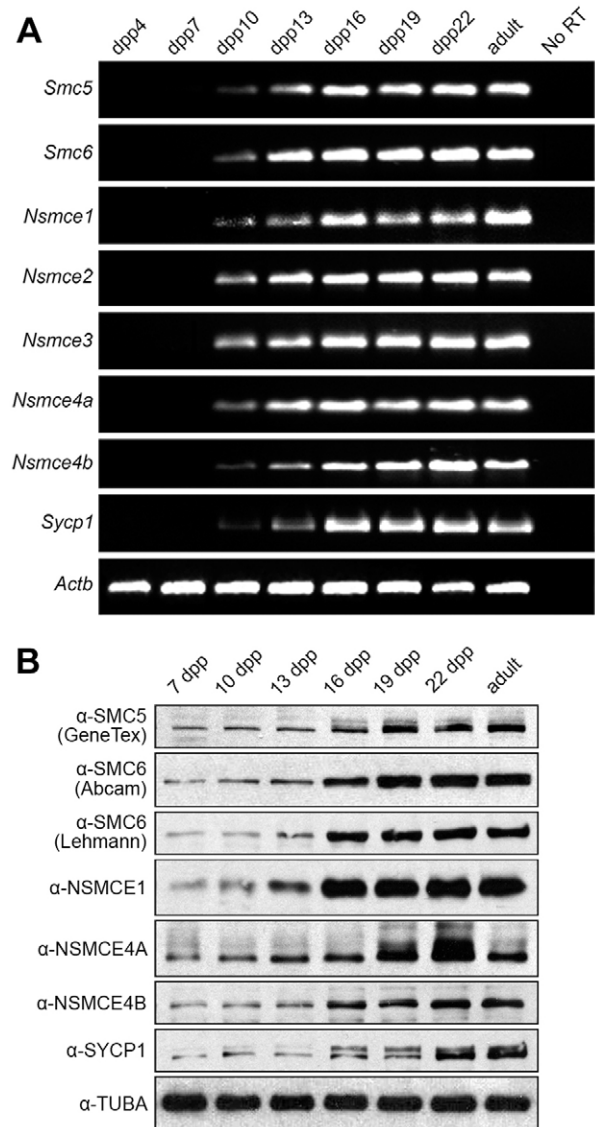 A
dpp4 dpp7 dpp10 dpp13 dpp16 dpp19 dpp22 adult No RT
Smc5
Smc6
Nsmce1
Nsmce2
Nsmce3
Nsmce4a
Nsmce4b
Sycp1
Actb
B
7 dpp 10 dpp 13 dpp 16 dpp 19 dpp 22 dpp adult
α-SMC5
(GeneTex)
α-SMC6
(Abcam)
α-SMC6
(Lehmann)
α-NSMCE1
α-NSMCE4A
α-NSMCE4B
α-SYCP1
α-TUBA